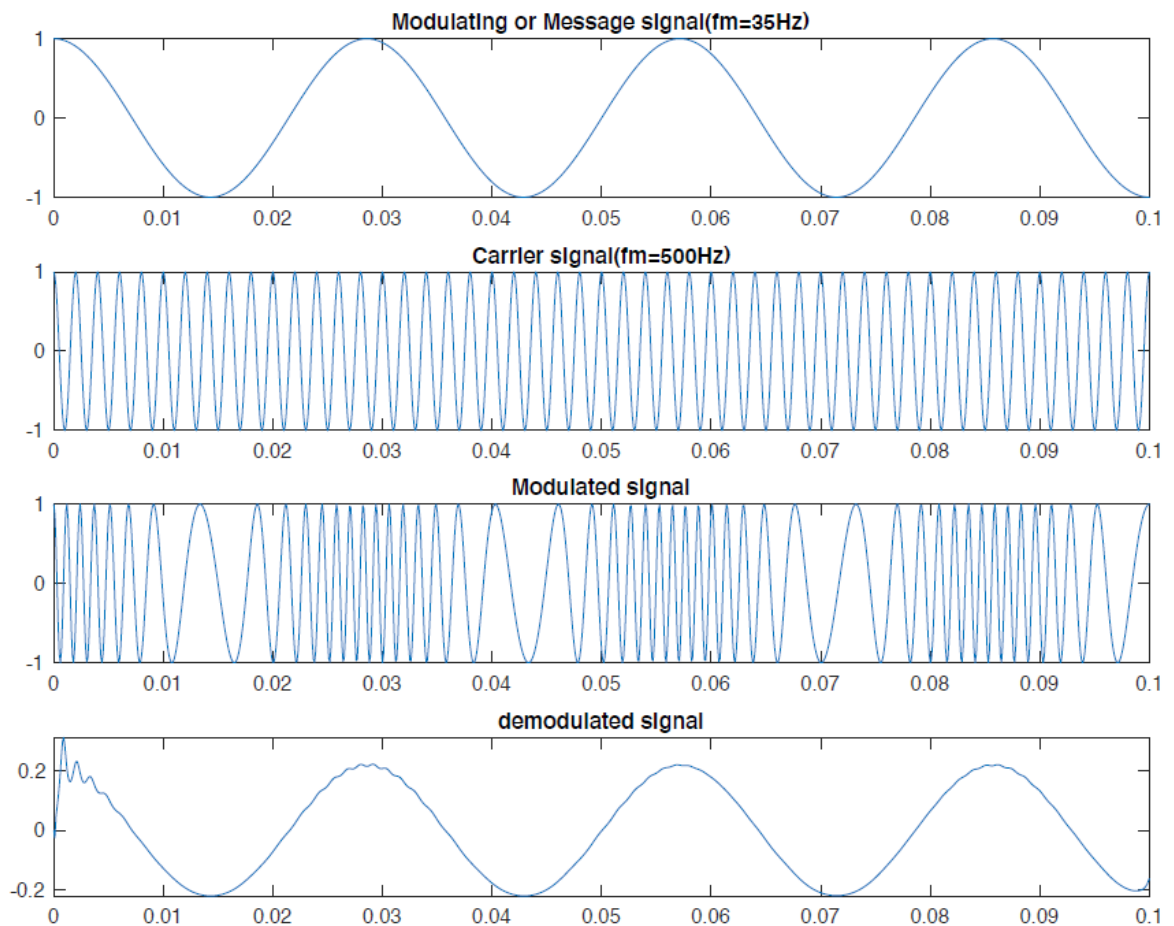 Modulating or Message signal(fm=35Hz)
1
0
-1
0 0.01 0.02 0.03 0.04 0.05 0.06 0.07 0.08 0.09 0.1
Carrier signal(fm=500Hz)
1
0
-1
0 0.01 0.02 0.03 0.04 0.05 0.06 0.07 0.08 0.09 0.1
Modulated signal
1
0
-1
0 0.01 0.02 0.03 0.04 0.05 0.06 0.07 0.08 0.09 0.1
demodulated signal
0.2
0
-0.2
0 0.01 0.02 0.03 0.04 0.05 0.06 0.07 0.08 0.09 0.1